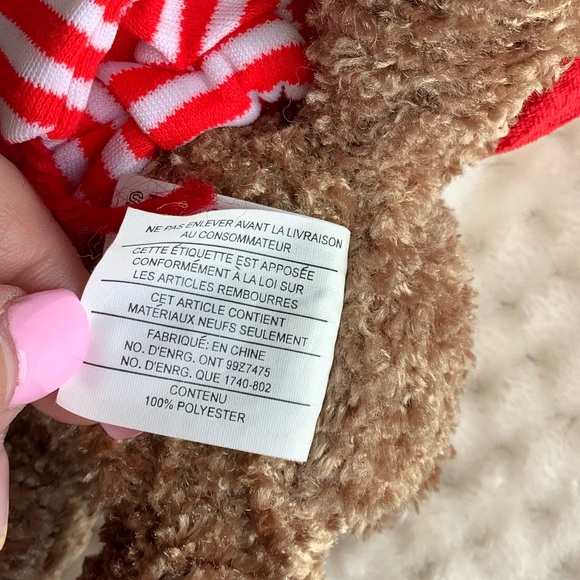 NE PAS ENLEVER AVANT LA LIVRAISON
AU CONSOMMATEUR
CETTE ÉTIQUETTE EST APPOSÉE
CONFORMÉMENT À LA LOI SUR
LES ARTICLES REMBOURRES
CET ARTICLE CONTIENT
MATÉRIAUX NEUFS SEULEMENT
FABRIQUÉ: EN CHINE
NO. D'ENRG. ONT 99Z7475
NO. D'ENRG. QUE 1740-802
CONTENU
100% POLYESTER